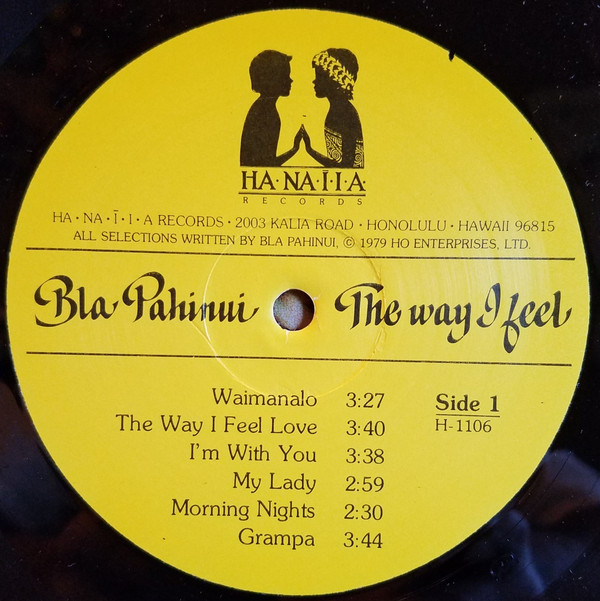 HA·NA·Ī·I·A
RECORDS
HA·NA·Ī·I·A RECORDS · 2003 KALIA ROAD · HONOLULU · HAWAII 96815
ALL SELECTIONS WRITTEN BY BLA PAHINUI, © 1979 HO ENTERPRISES, LTD.
Bla Pahinui The way I feel
Waimanalo 3:27
The Way I Feel Love 3:40
I'm With You 3:38
My Lady 2:59
Morning Nights 2:30
Grampa 3:44
Side 1
H-1106